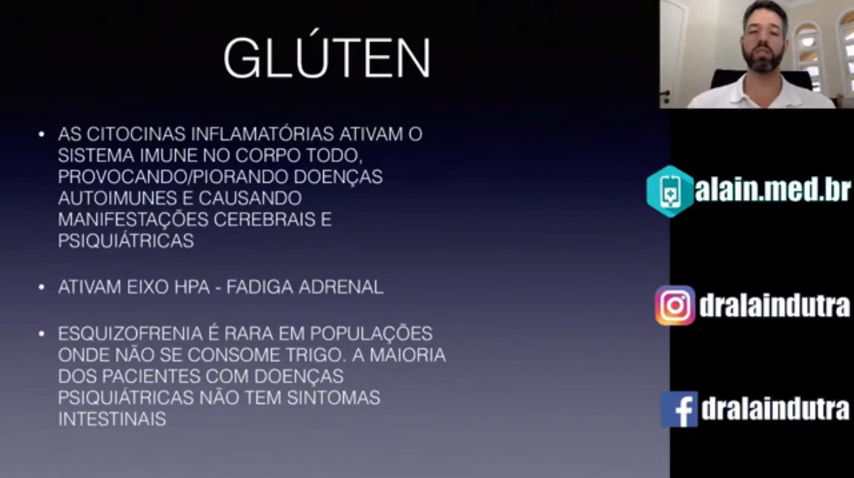 GLÚTEN
• AS CITOCINAS INFLAMATÓRIAS ATIVAM O
SISTEMA IMUNE NO CORPO TODO,
PROVOCANDO/PIORANDO DOENÇAS
AUTOIMUNES E CAUSANDO
MANIFESTAÇÕES CEREBRAIS E
PSIQUIÁTRICAS
• ATIVAM EIXO HPA - FADIGA ADRENAL
• ESQUIZOFRENIA É RARA EM POPULAÇÕES
ONDE NÃO SE CONSOME TRIGO. A MAIORIA
DOS PACIENTES COM DOENÇAS
PSIQUIÁTRICAS NÃO TEM SINTOMAS
INTESTINAIS
alain.med.br
dralaindutra
dralaindutra